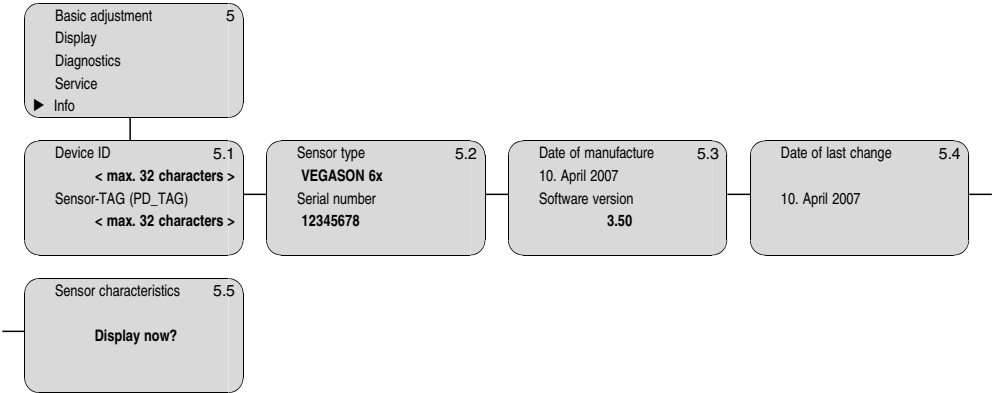 Basic adjustment 5
Display
Diagnostics
Service
▶ Info
Device ID 5.1
< max. 32 characters >
Sensor-TAG (PD_TAG)
< max. 32 characters >
Sensor type 5.2
VEGASON 6x
Serial number
12345678
Date of manufacture 5.3
10. April 2007
Software version
3.50
Date of last change 5.4
10. April 2007
Sensor characteristics 5.5
Display now?